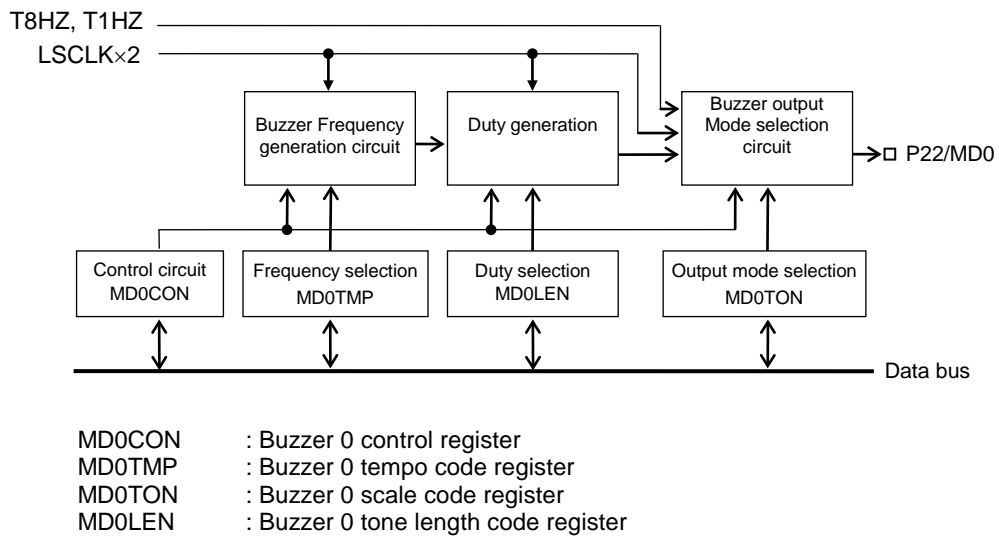 T8HZ, T1HZ
LSCLK×2
Buzzer Frequency
generation circuit
Duty generation
Buzzer output
Mode selection
circuit
P22/MD0
Control circuit
MD0CON
Frequency selection
MD0TMP
Duty selection
MD0LEN
Output mode selection
MD0TON
Data bus
MD0CON : Buzzer 0 control register
MD0TMP : Buzzer 0 tempo code register
MD0TON : Buzzer 0 scale code register
MD0LEN : Buzzer 0 tone length code register